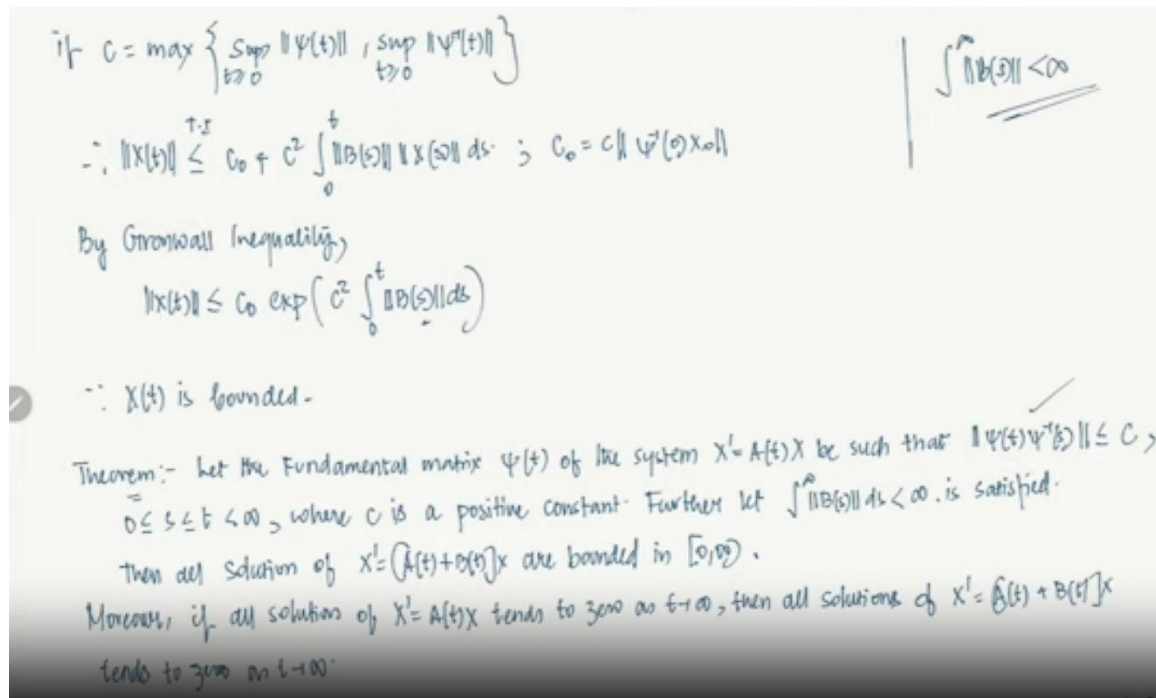 if C = max { Sup t≥0 ||ψ(t)||, sup t≥0 ||ψ⁻¹(t)|| }
∫^∞ ||B(s)|| < ∞
∴ ||X(t)|| ≤ C₀ + C² ∫₀ᵗ ||B(s)|| ||X(s)|| ds ; C₀ = C || ψ⁻¹(0) X₀||
By Gronwall Inequality,
||X(t)|| ≤ C₀ exp( C² ∫₀ᵗ ||B(s)|| ds )
∴ X(t) is bounded.
Theorem:- Let the Fundamental matrix ψ(t) of the system X' = A(t)X be such that ||ψ(t)ψ⁻¹(s)|| ≤ C,
0 ≤ s ≤ t < ∞, where C is a positive constant. Further let ∫^∞ ||B(s)|| ds < ∞. is satisfied.
Then all solution of X' = [A(t)+B(t)]X are bounded in [0,∞).
Moreover, if all solution of X' = A(t)X tends to zero as t→∞, then all solutions of X' = [A(t) + B(t)]X
tends to zero as t→∞.